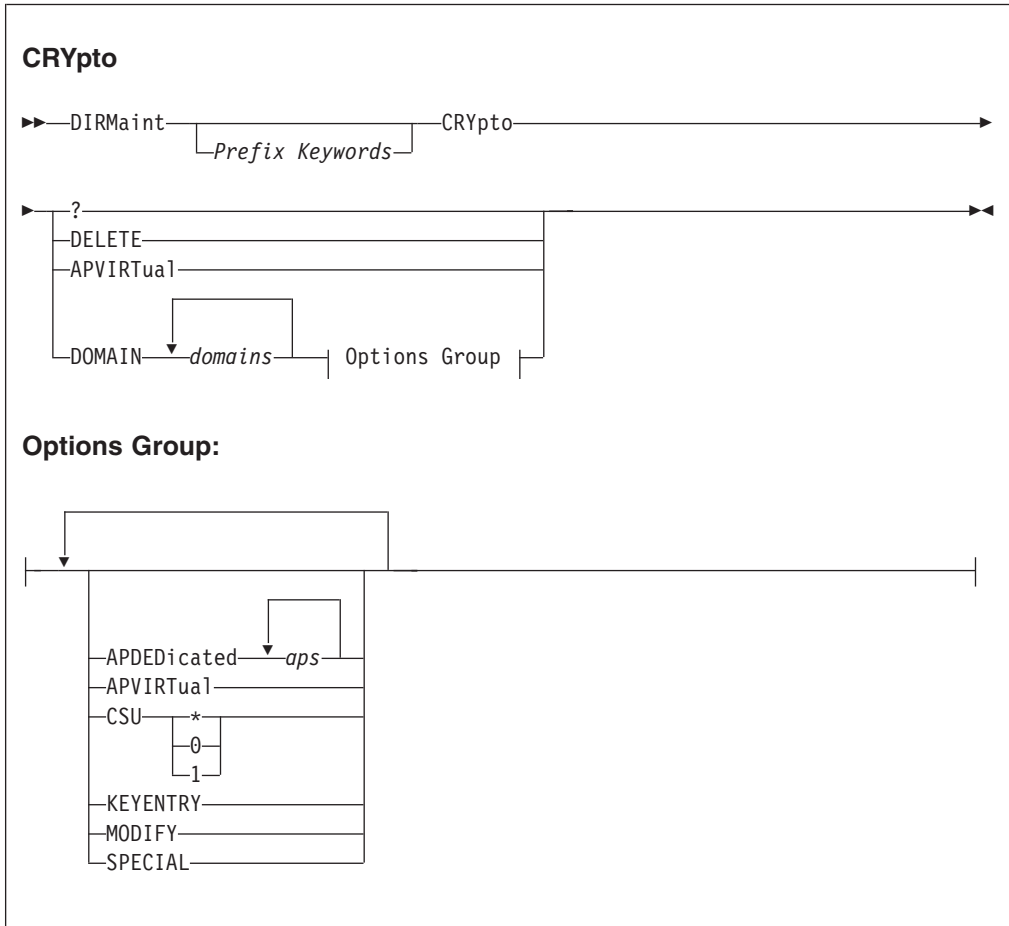 CRYpto
DIRMaint CRYpto
Prefix Keywords
?
DELETE
APVIRTual
DOMAIN domains Options Group
Options Group:
APDEDicated aps
APVIRTual
CSU *
0
1
KEYENTRY
MODIFY
SPECIAL